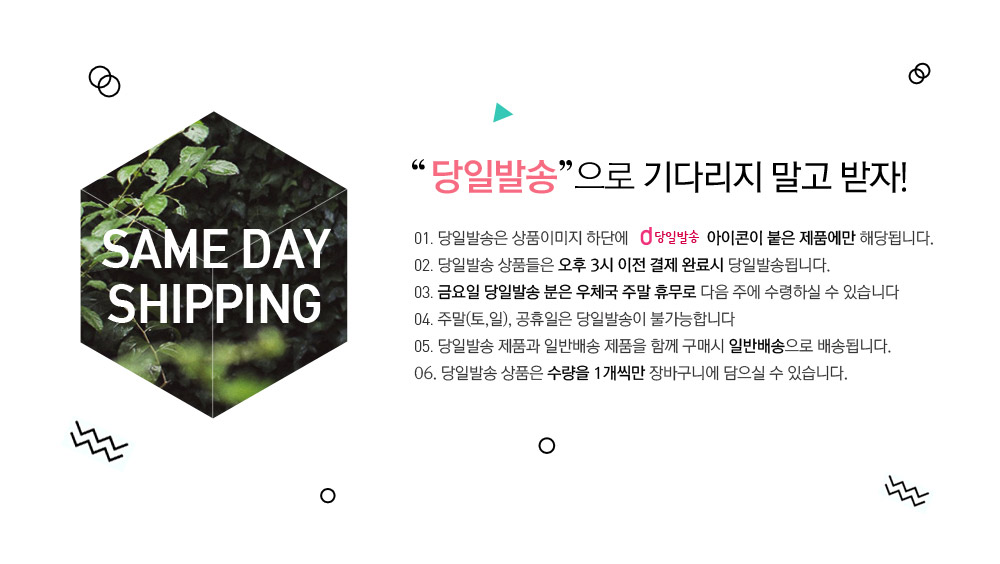 SAME DAY
SHIPPING
“당일발송”으로 기다리지 말고 받자!
01. 당일발송은 상품이미지 하단에 d당일발송 아이콘이 붙은 제품에만 해당됩니다.
02. 당일발송 상품들은 오후 3시 이전 결제 완료시 당일발송됩니다.
03. 금요일 당일발송 분은 우체국 주말 휴무로 다음 주에 수령하실 수 있습니다
04. 주말(토,일), 공휴일은 당일발송이 불가능합니다
05. 당일발송 제품과 일반배송 제품을 함께 구매시 일반배송으로 배송됩니다.
06. 당일발송 상품은 수량을 1개씩만 장바구니에 담으실 수 있습니다.